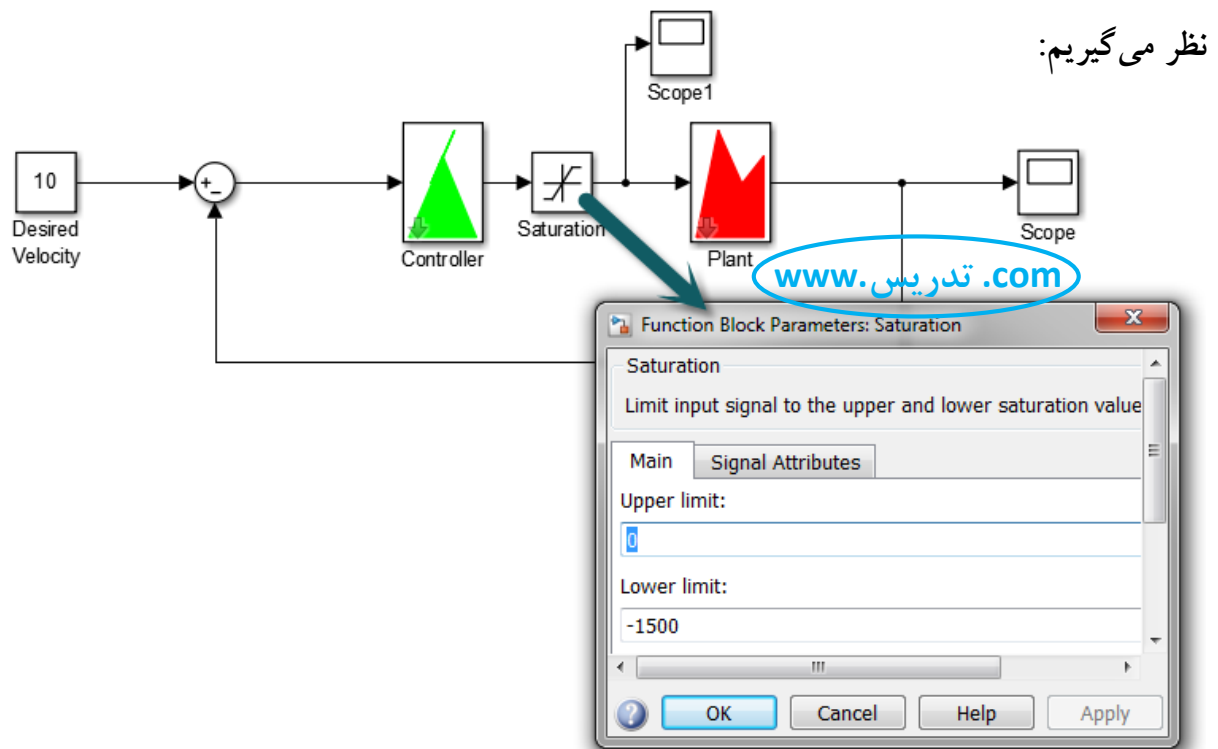 نظر می‌گیریم:
Scope1
10
Desired
Velocity
+
-
Controller
Saturation
Plant
Scope
www.تدریس .com
Function Block Parameters: Saturation
X
Saturation
Limit input signal to the upper and lower saturation value
Main
Signal Attributes
Upper limit:
0
Lower limit:
-1500
?
OK
Cancel
Help
Apply